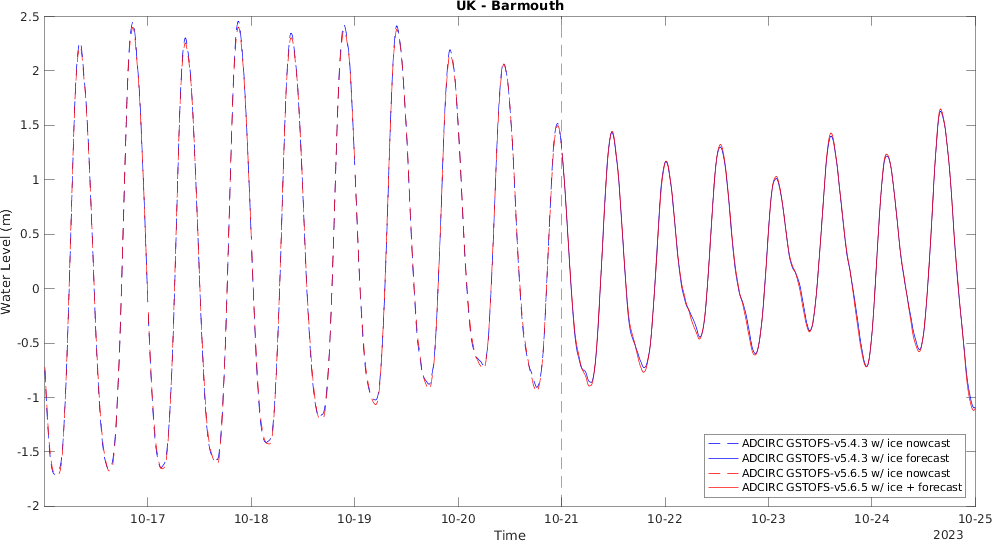 UK - Barmouth
2.5
2
1.5
1
0.5
0
-0.5
-1
-1.5
-2
Water Level (m)
ADCIRC GSTOFS-v5.4.3 w/ ice nowcast
ADCIRC GSTOFS-v5.4.3 w/ ice forecast
ADCIRC GSTOFS-v5.6.5 w/ ice nowcast
ADCIRC GSTOFS-v5.6.5 w/ ice + forecast
10-17 10-18 10-19 10-20 10-21 10-22 10-23 10-24 10-25
Time
2023